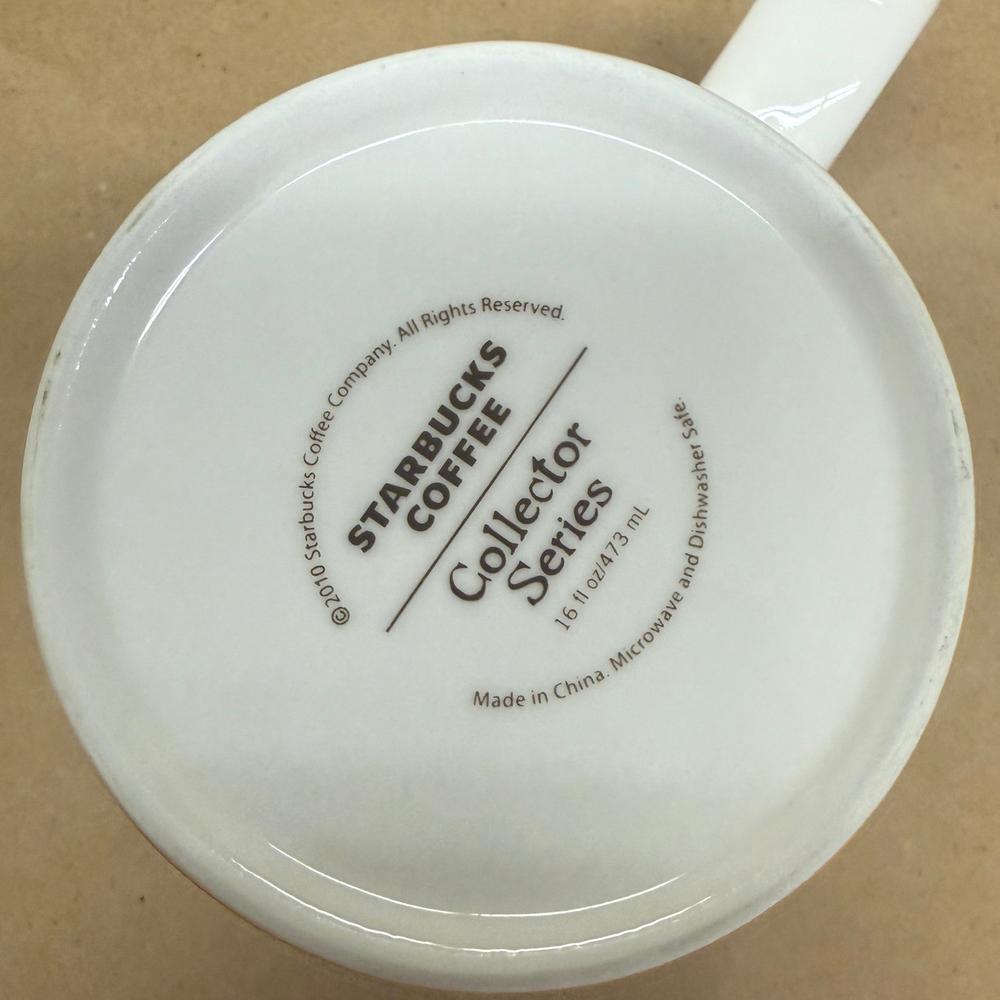 ©2010 Starbucks Coffee Company. All Rights Reserved.
STARBUCKS
COFFEE
Collector
Series
16 fl oz/473 mL
Made in China. Microwave and Dishwasher Safe.